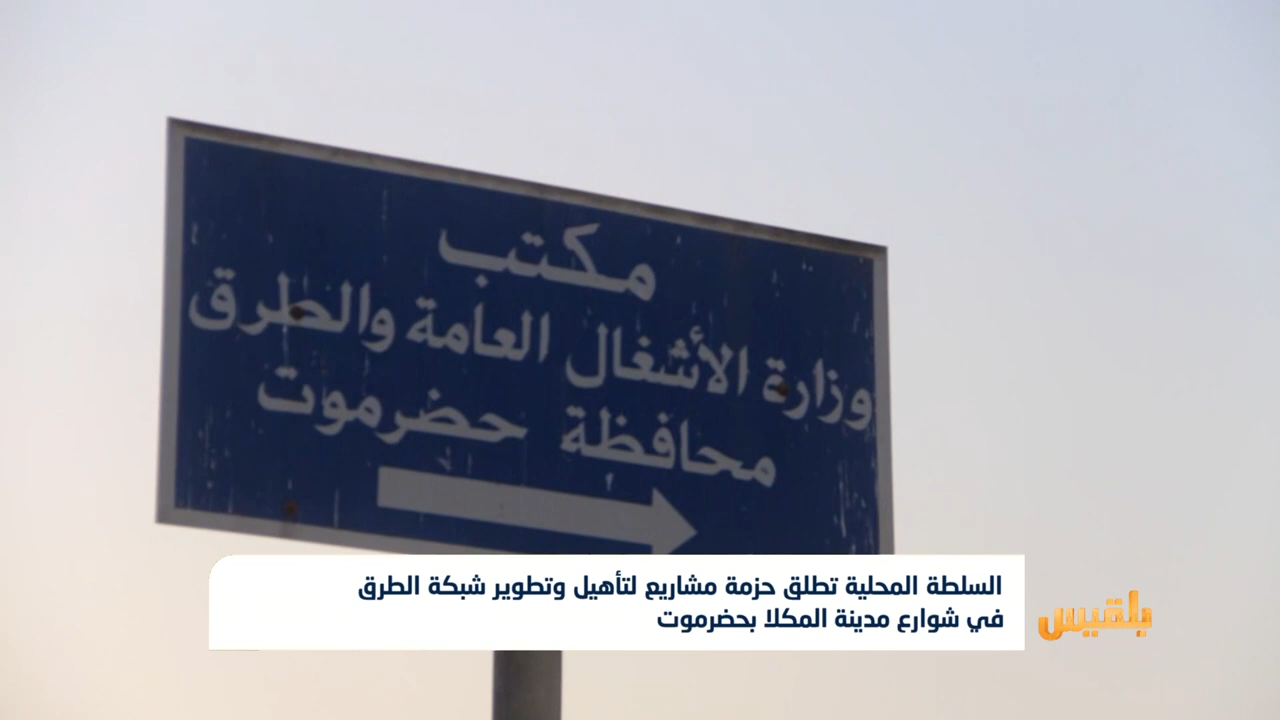 مكتب
وزارة الأشغال العامة والطرق
محافظة حضرموت
السلطة المحلية تطلق حزمة مشاريع لتأهيل وتطوير شبكة الطرق
في شوارع مدينة المكلا بحضرموت
بلقيس